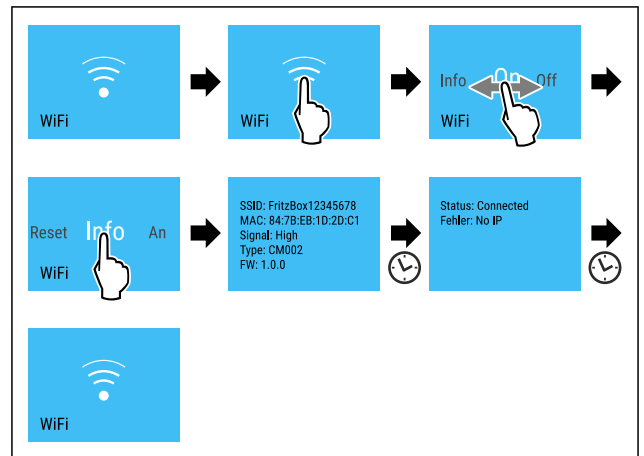 WiFi
WiFi
Info On Off
WiFi
Reset Info An
WiFi
SSID: FritzBox12345678
MAC: 84:7B:EB:1D:2D:C1
Signal: High
Type: CM002
FW: 1.0.0
Status: Connected
Fehler: No IP
WiFi